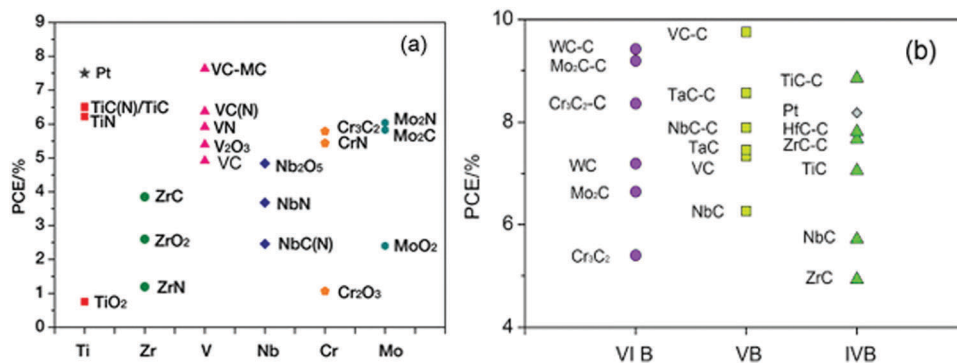 (a)
PCE/%
9
8
7
6
5
4
3
2
1
0
Pt
TiC(N)/TiC
TiN
TiO₂
ZrC
ZrO₂
ZrN
VC-MC
VC(N)
VN
V₂O₃
VC
Nb₂O₅
NbN
NbC(N)
Cr₃C₂
CrN
Cr₂O₃
Mo₂N
Mo₂C
MoO₂
Ti Zr V Nb Cr Mo
(b)
PCE/%
10
8
6
4
WC-C
Mo₂C-C
Cr₃C₂-C
WC
Mo₂C
Cr₃C₂
VC-C
TaC-C
NbC-C
TaC
VC
NbC
TiC-C
Pt
HfC-C
ZrC-C
TiC
NbC
ZrC
VI B VB IVB